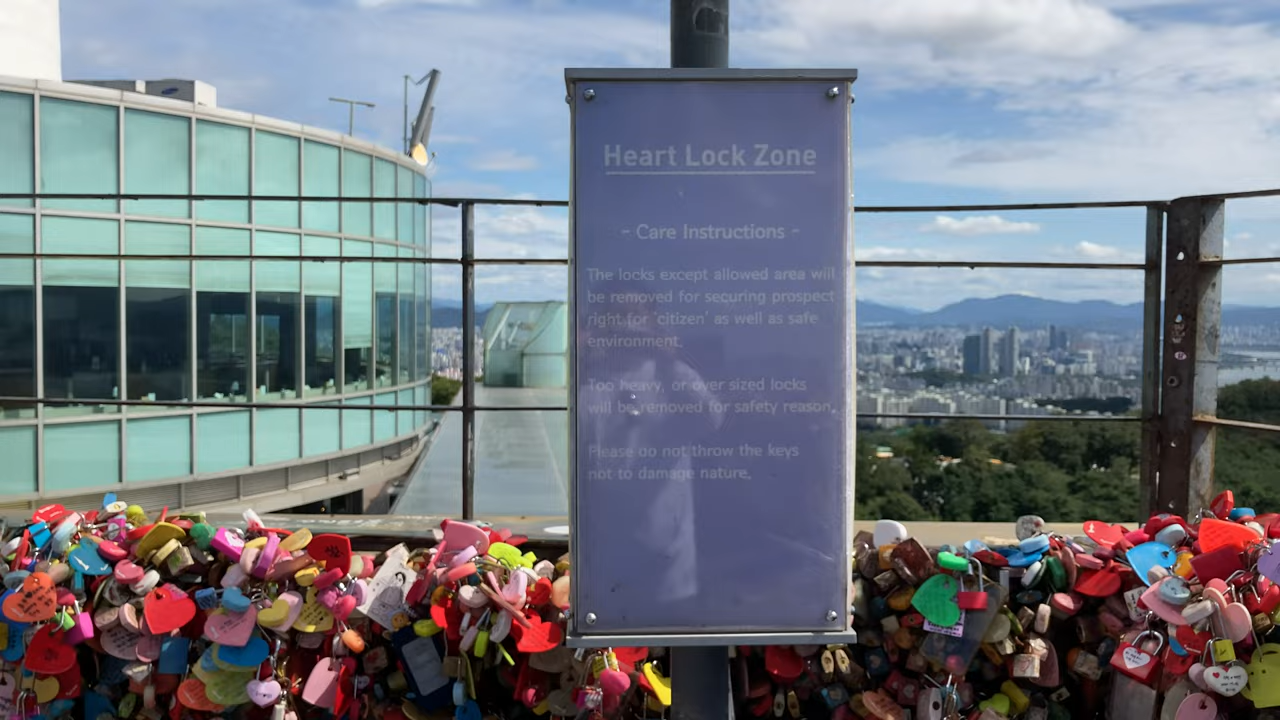 Heart Lock Zone
- Care Instructions -
The locks except allowed area will
be removed for securing prospect
right for 'citizen' as well as safe
environment.
Too heavy, or over sized locks
will be removed for safety reason.
Please do not throw the keys
not to damage nature.